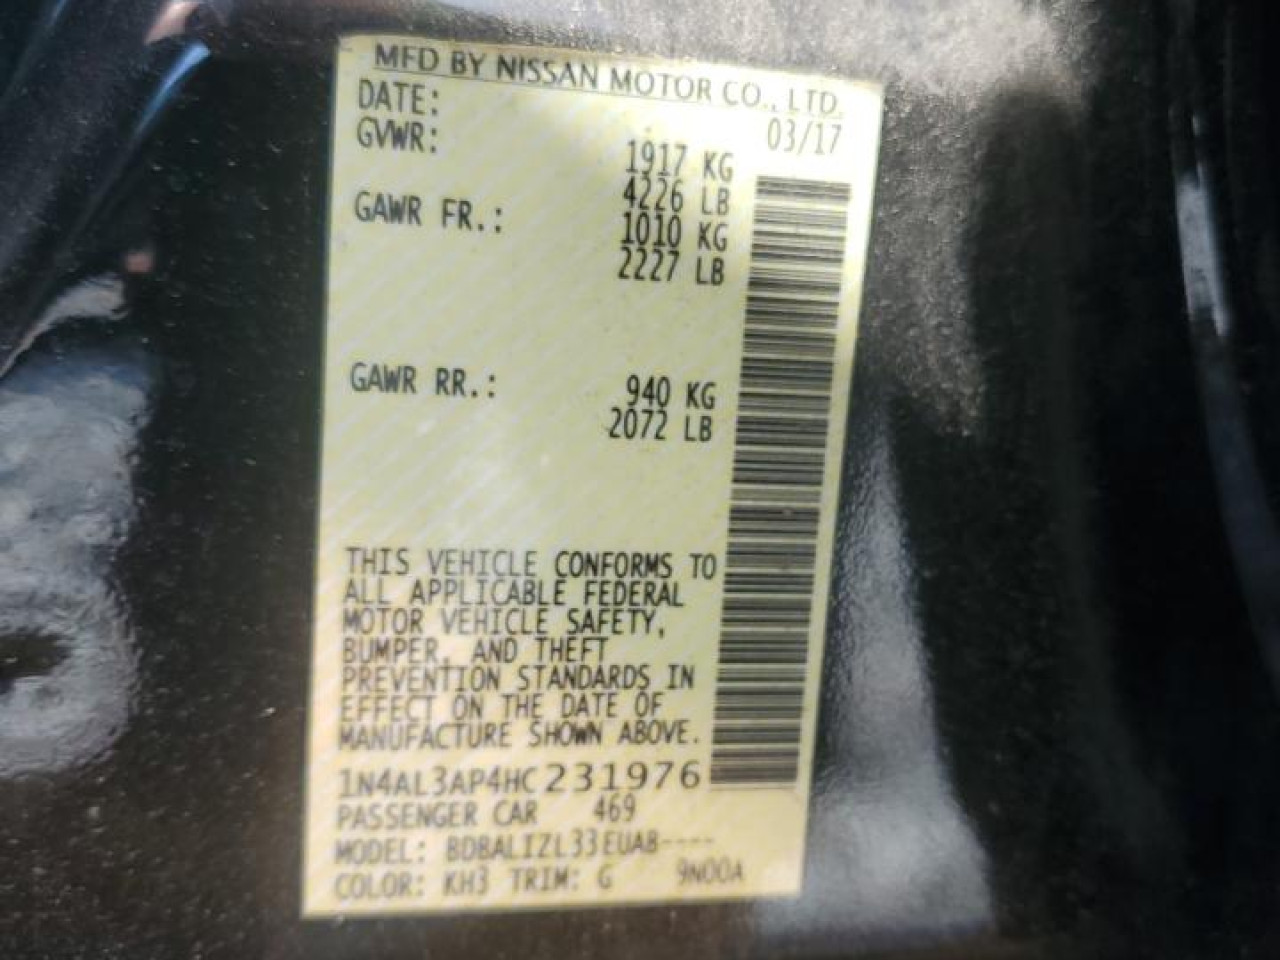 MFD BY NISSAN MOTOR CO., LTD.
DATE: 03/17
GVWR: 1917 KG
4226 LB
GAWR FR.: 1010 KG
2227 LB
GAWR RR.: 940 KG
2072 LB
THIS VEHICLE CONFORMS TO
ALL APPLICABLE FEDERAL
MOTOR VEHICLE SAFETY,
BUMPER, AND THEFT
PREVENTION STANDARDS IN
EFFECT ON THE DATE OF
MANUFACTURE SHOWN ABOVE.
1N4AL3AP4HC231976
PASSENGER CAR 469
MODEL: BDBALIZL33EUAB----
COLOR: KH3 TRIM: G 9N00A